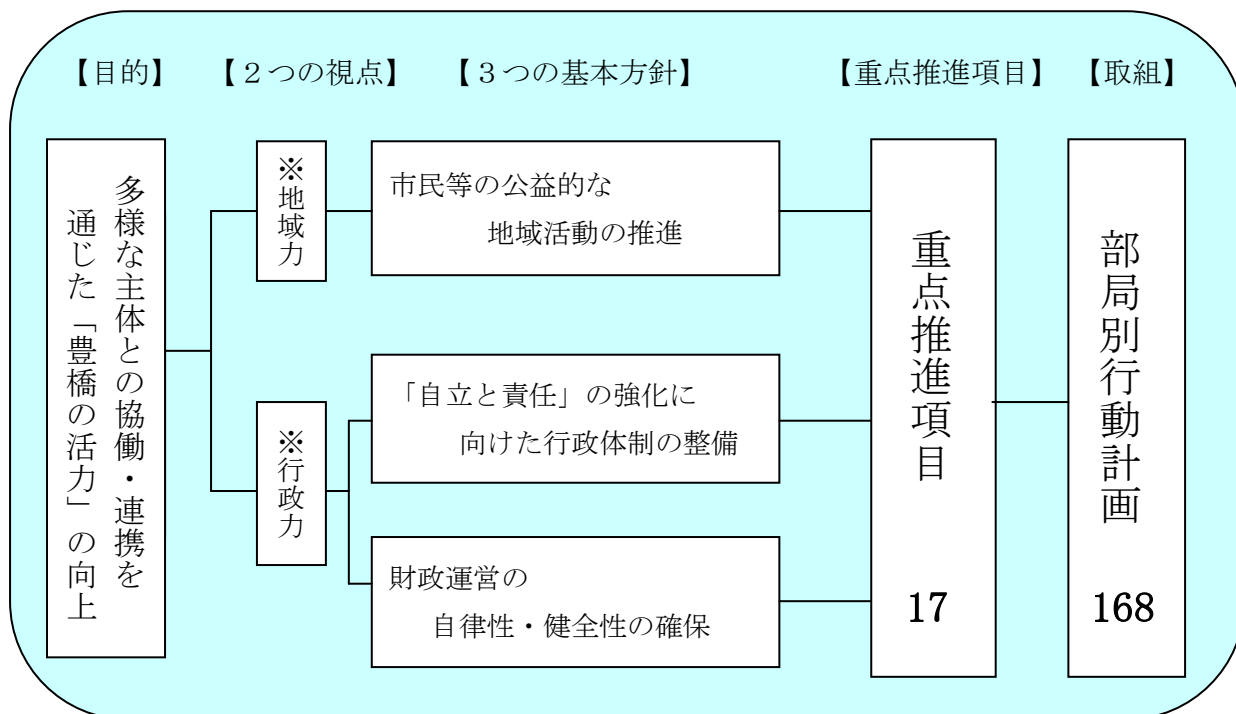 【目的】 【２つの視点】 【３つの基本方針】 【重点推進項目】 【取組】
多様な主体との協働・連携を
通じた「豊橋の活力」の向上
※地域力
※行政力
市民等の公益的な
地域活動の推進
「自立と責任」の強化に
向けた行政体制の整備
財政運営の
自律性・健全性の確保
重点推進項目
17
部局別行動計画
168